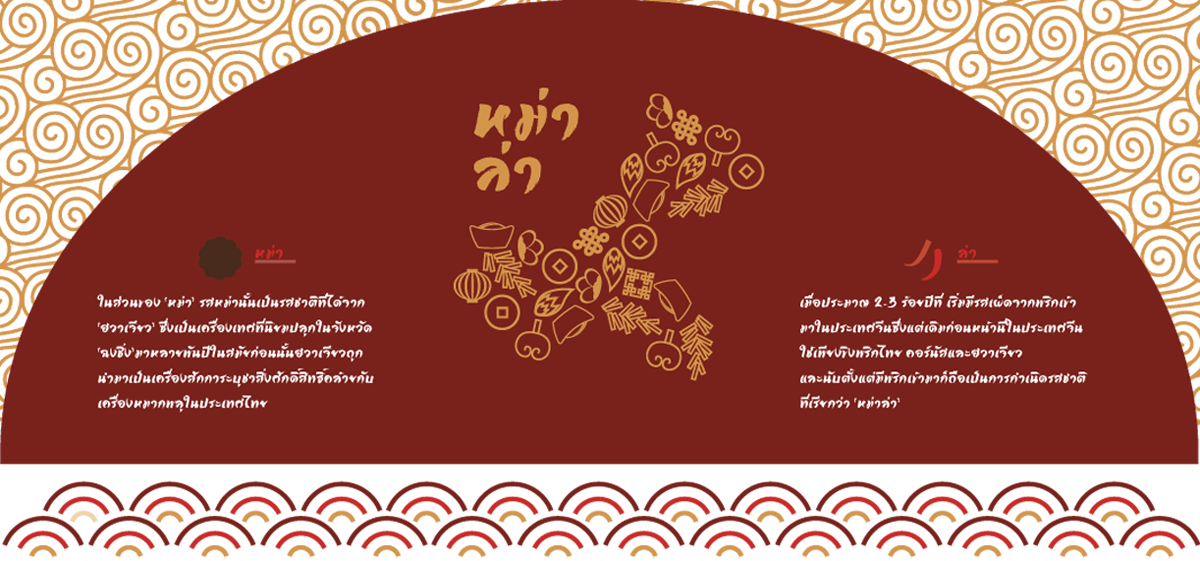 หม่า
ล่า
หม่า
ในส่วนของ 'หม่า' รสหม่านั้นเป็นรสชาติที่ได้จาก
'ฮวาเจียว' ซึ่งเป็นเครื่องเทศที่นิยมปลูกในจังหวัด
'ฉงชิ่ง'มาหลายพันปีในสมัยก่อนนั้นฮวาเจียวถูก
นำมาเป็นเครื่องสักการะบูชาสิ่งศักดิ์สิทธิ์คล้ายกับ
เครื่องหมากพลูในประเทศไทย
ล่า
เมื่อประมาณ 2-3 ร้อยปีที่ เริ่มมีรสเผ็ดจากพริกเข้า
มาในประเทศจีนซึ่งแต่เดิมก่อนหน้านี้ในประเทศจีน
ใช้เพียงขิงพริกไทย คอร์นัสและฮวาเจียว
และนับตั้งแต่มีพริกเข้ามาก็ถือเป็นการกำเนิดรสชาติ
ที่เรียกว่า 'หม่าล่า'